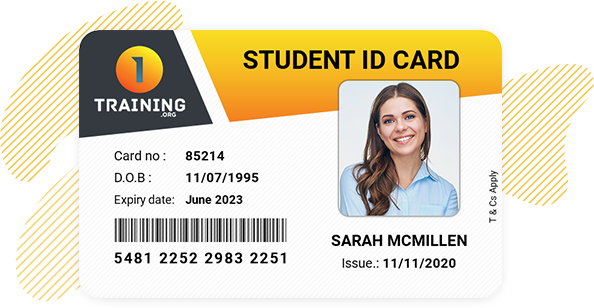 1
TRAINING
.ORG
STUDENT ID CARD
Card no : 85214
D.O.B : 11/07/1995
Expiry date: June 2023
5481 2252 2983 2251
SARAH MCMILLEN
Issue.: 11/11/2020
T & Cs Apply